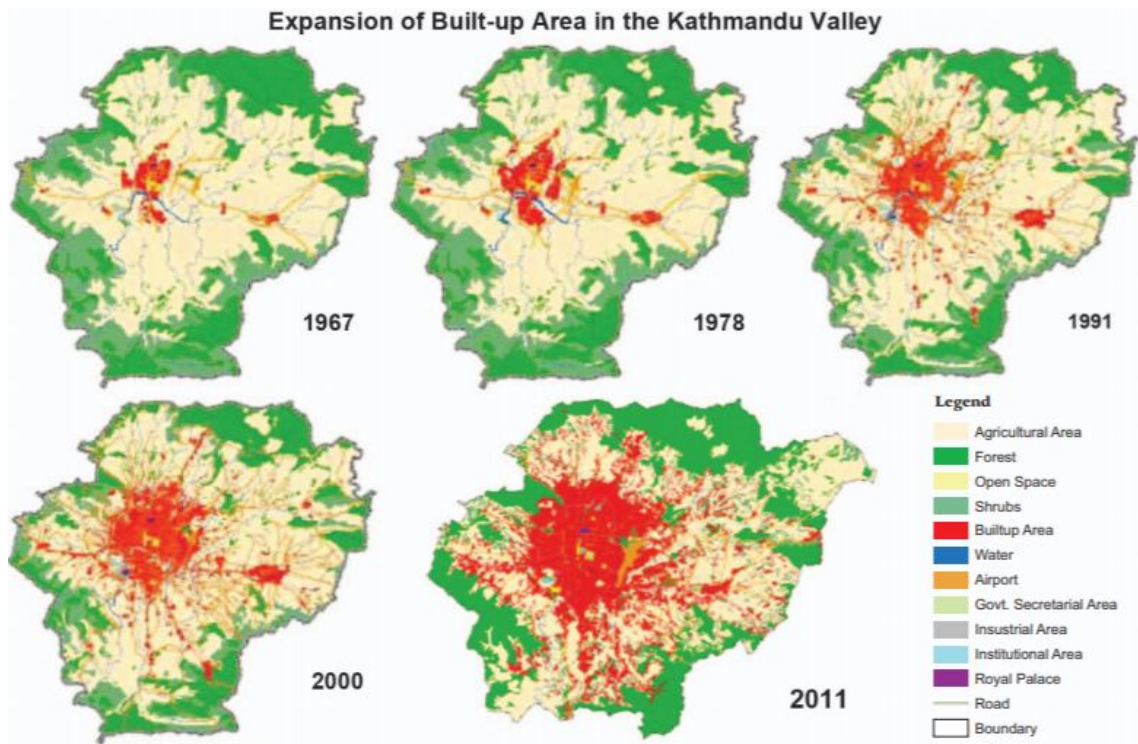 Expansion of Built-up Area in the Kathmandu Valley
1967
1978
1991
2000
2011
Legend
Agricultural Area
Forest
Open Space
Shrubs
Builtup Area
Water
Airport
Govt. Secretarial Area
Insustrial Area
Institutional Area
Royal Palace
Road
Boundary